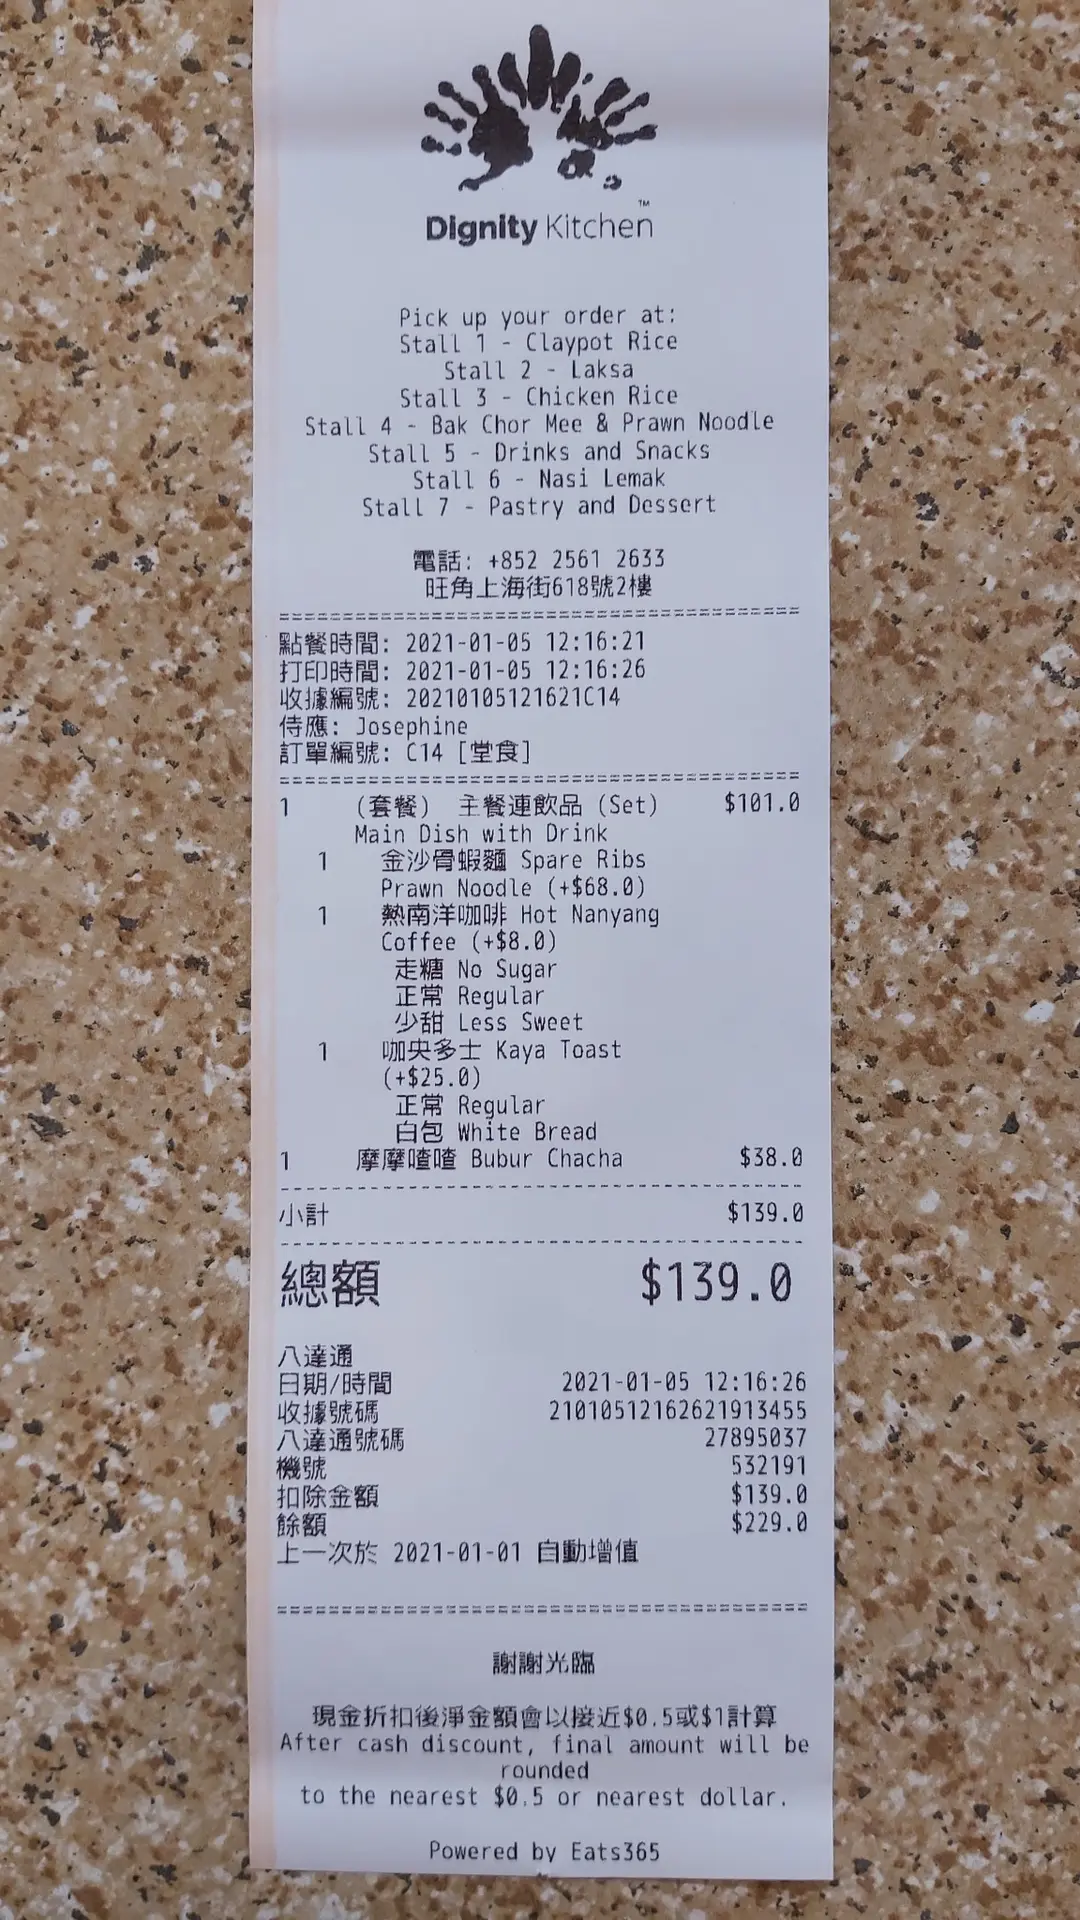 Dignity Kitchen™
Pick up your order at:
Stall 1 - Claypot Rice
Stall 2 - Laksa
Stall 3 - Chicken Rice
Stall 4 - Bak Chor Mee & Prawn Noodle
Stall 5 - Drinks and Snacks
Stall 6 - Nasi Lemak
Stall 7 - Pastry and Dessert
電話: +852 2561 2633
旺角上海街618號2樓
點餐時間: 2021-01-05 12:16:21
打印時間: 2021-01-05 12:16:26
收據編號: 20210105121621C14
侍應: Josephine
訂單編號: C14 [堂食]
1 (套餐) 主餐連飲品 (Set) $101.0
Main Dish with Drink
1 金沙骨蝦麵 Spare Ribs
Prawn Noodle (+$68.0)
1 熱南洋咖啡 Hot Nanyang
Coffee (+$8.0)
走糖 No Sugar
正常 Regular
少甜 Less Sweet
1 咖央多士 Kaya Toast
(+$25.0)
正常 Regular
白包 White Bread
1 摩摩喳喳 Bubur Chacha $38.0
小計 $139.0
總額 $139.0
八達通
日期/時間 2021-01-05 12:16:26
收據號碼 21010512162621913455
八達通號碼 27895037
機號 532191
扣除金額 $139.0
餘額 $229.0
上一次於 2021-01-01 自動增值
謝謝光臨
現金折扣後淨金額會以接近$0.5或$1計算
After cash discount, final amount will be
rounded
to the nearest $0.5 or nearest dollar.
Powered by Eats365